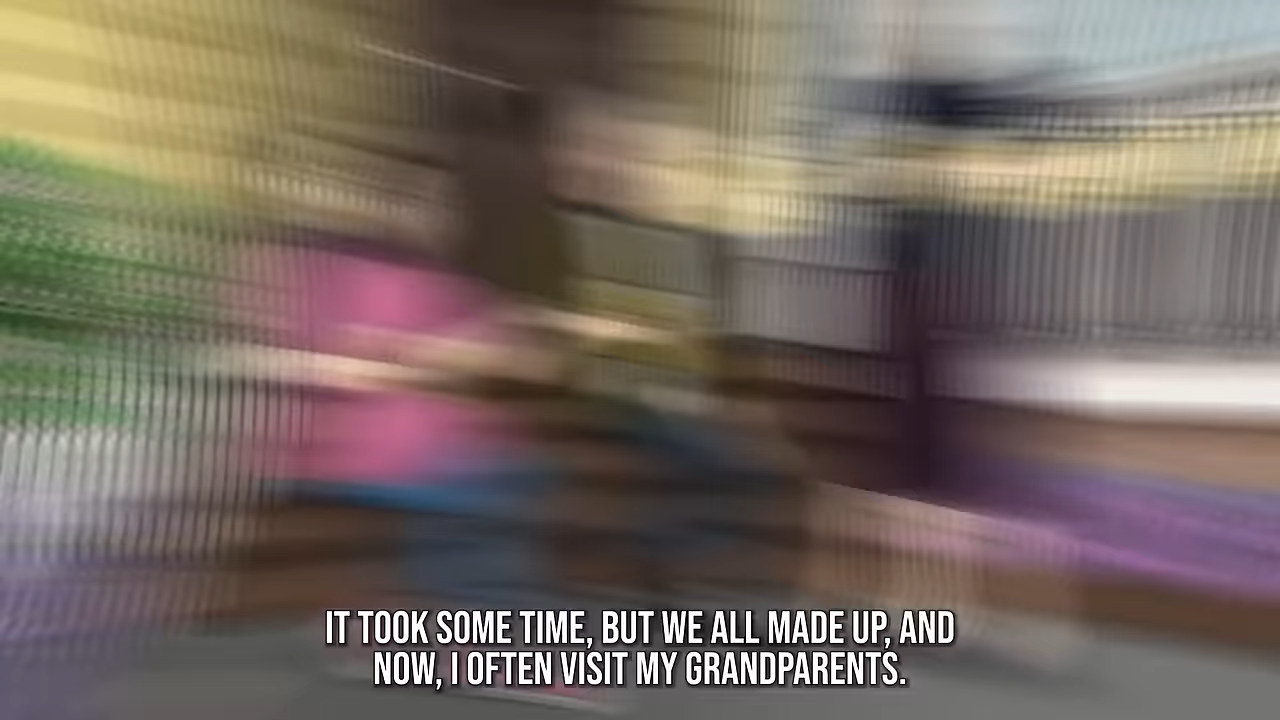 IT TOOK SOME TIME, BUT WE ALL MADE UP, AND
NOW, I OFTEN VISIT MY GRANDPARENTS.